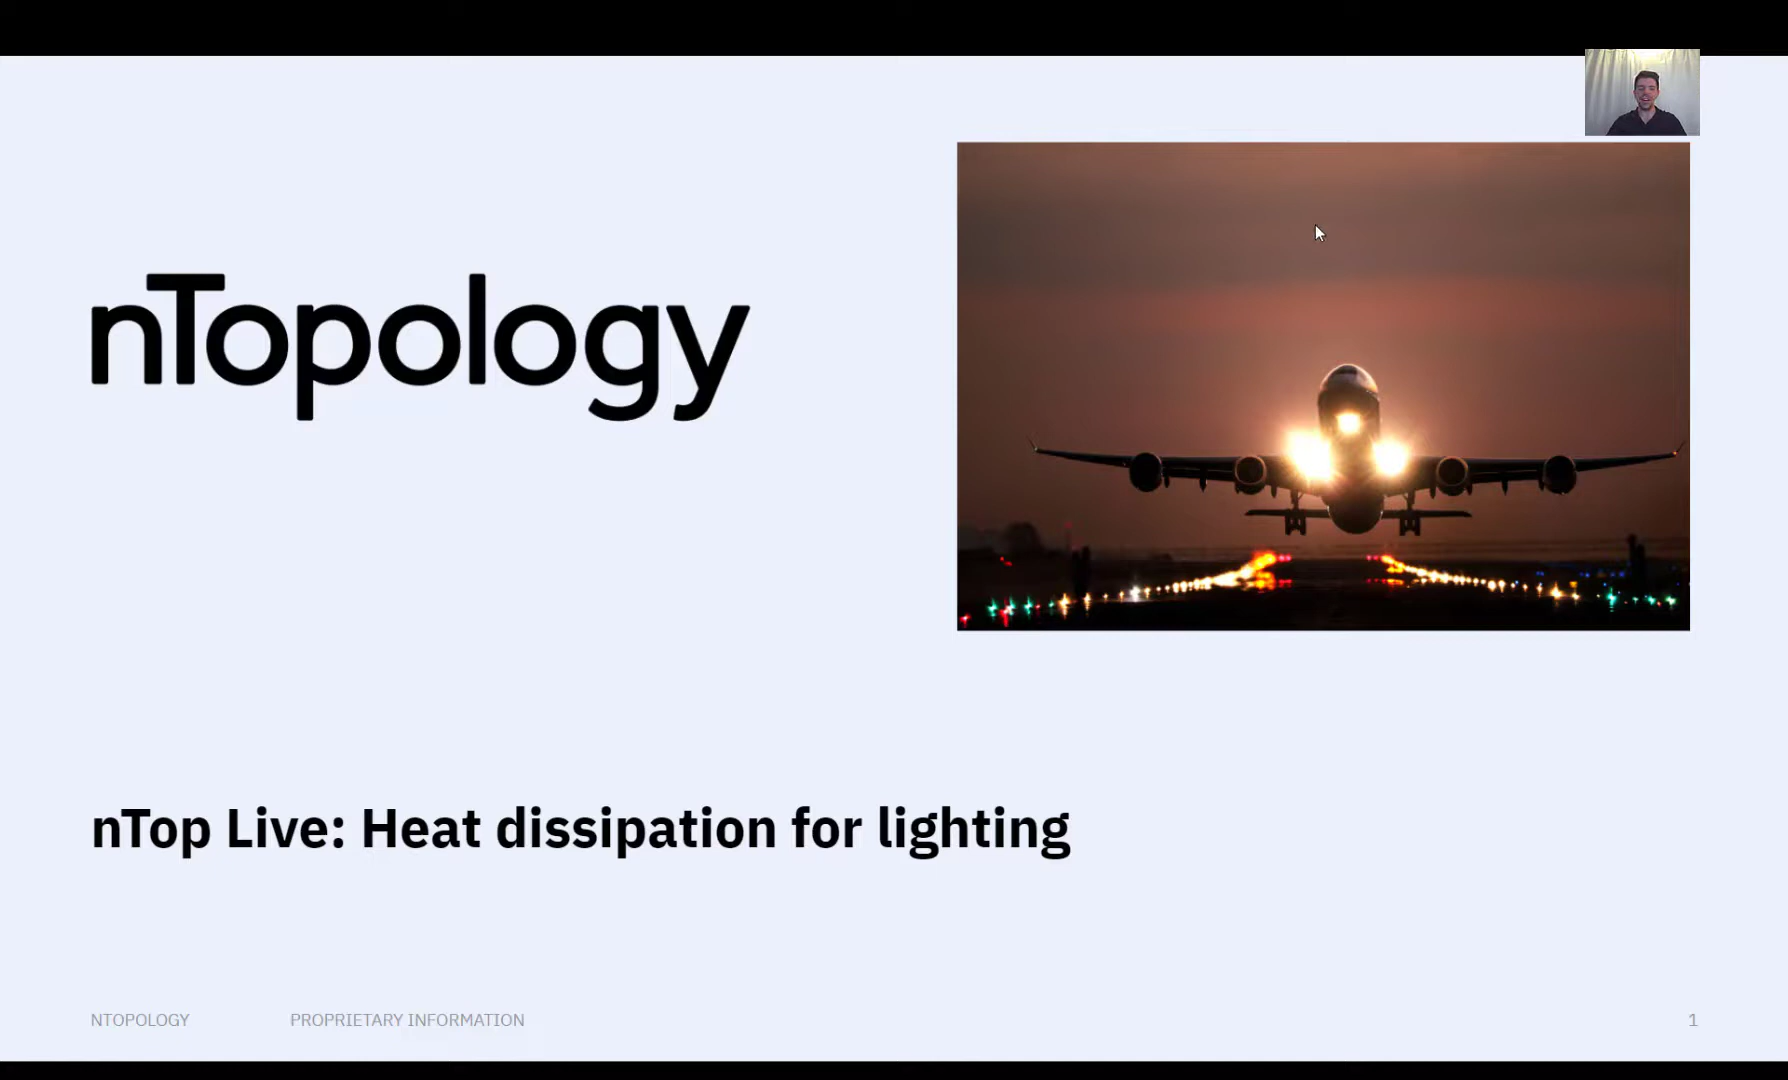 nTopology
nTop Live: Heat dissipation for lighting
NTOPOLOGY PROPRIETARY INFORMATION 1